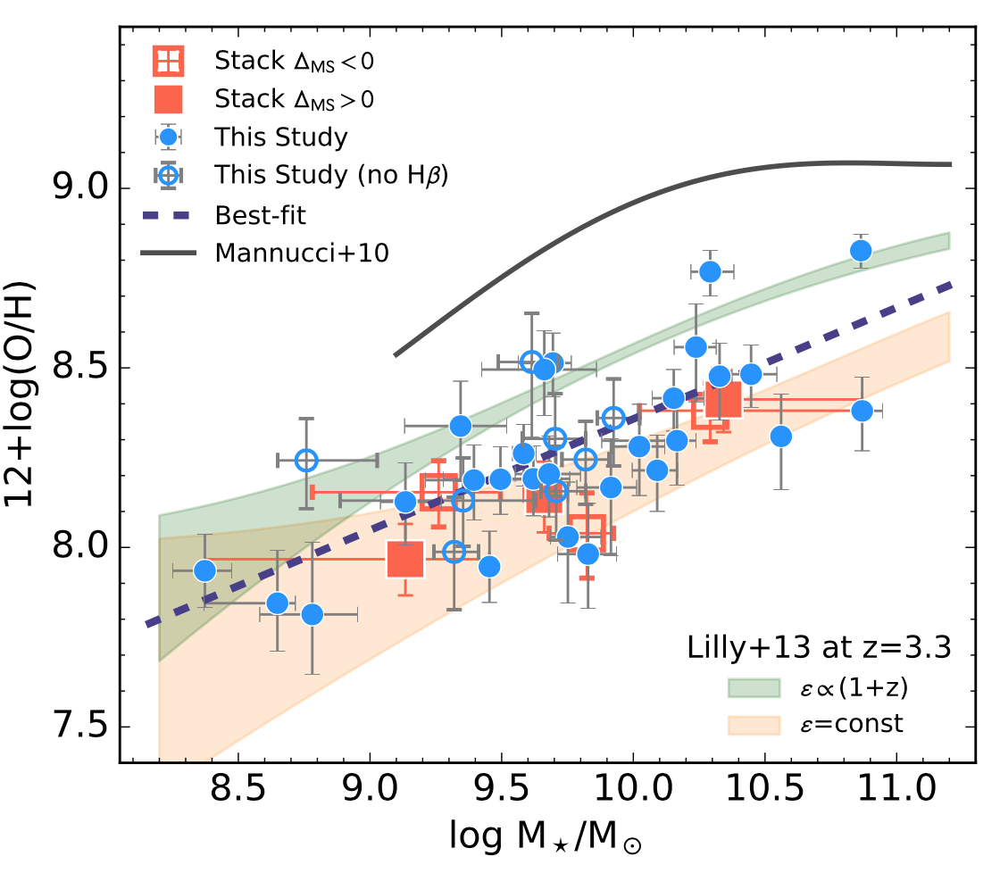 Stack Δ_MS < 0
Stack Δ_MS > 0
This Study
This Study (no Hβ)
Best-fit
Mannucci+10
9.0
8.5
8.0
7.5
12+log(O/H)
Lilly+13 at z=3.3
ε∝(1+z)
ε=const
8.5 9.0 9.5 10.0 10.5 11.0
log M⋆/M⊙